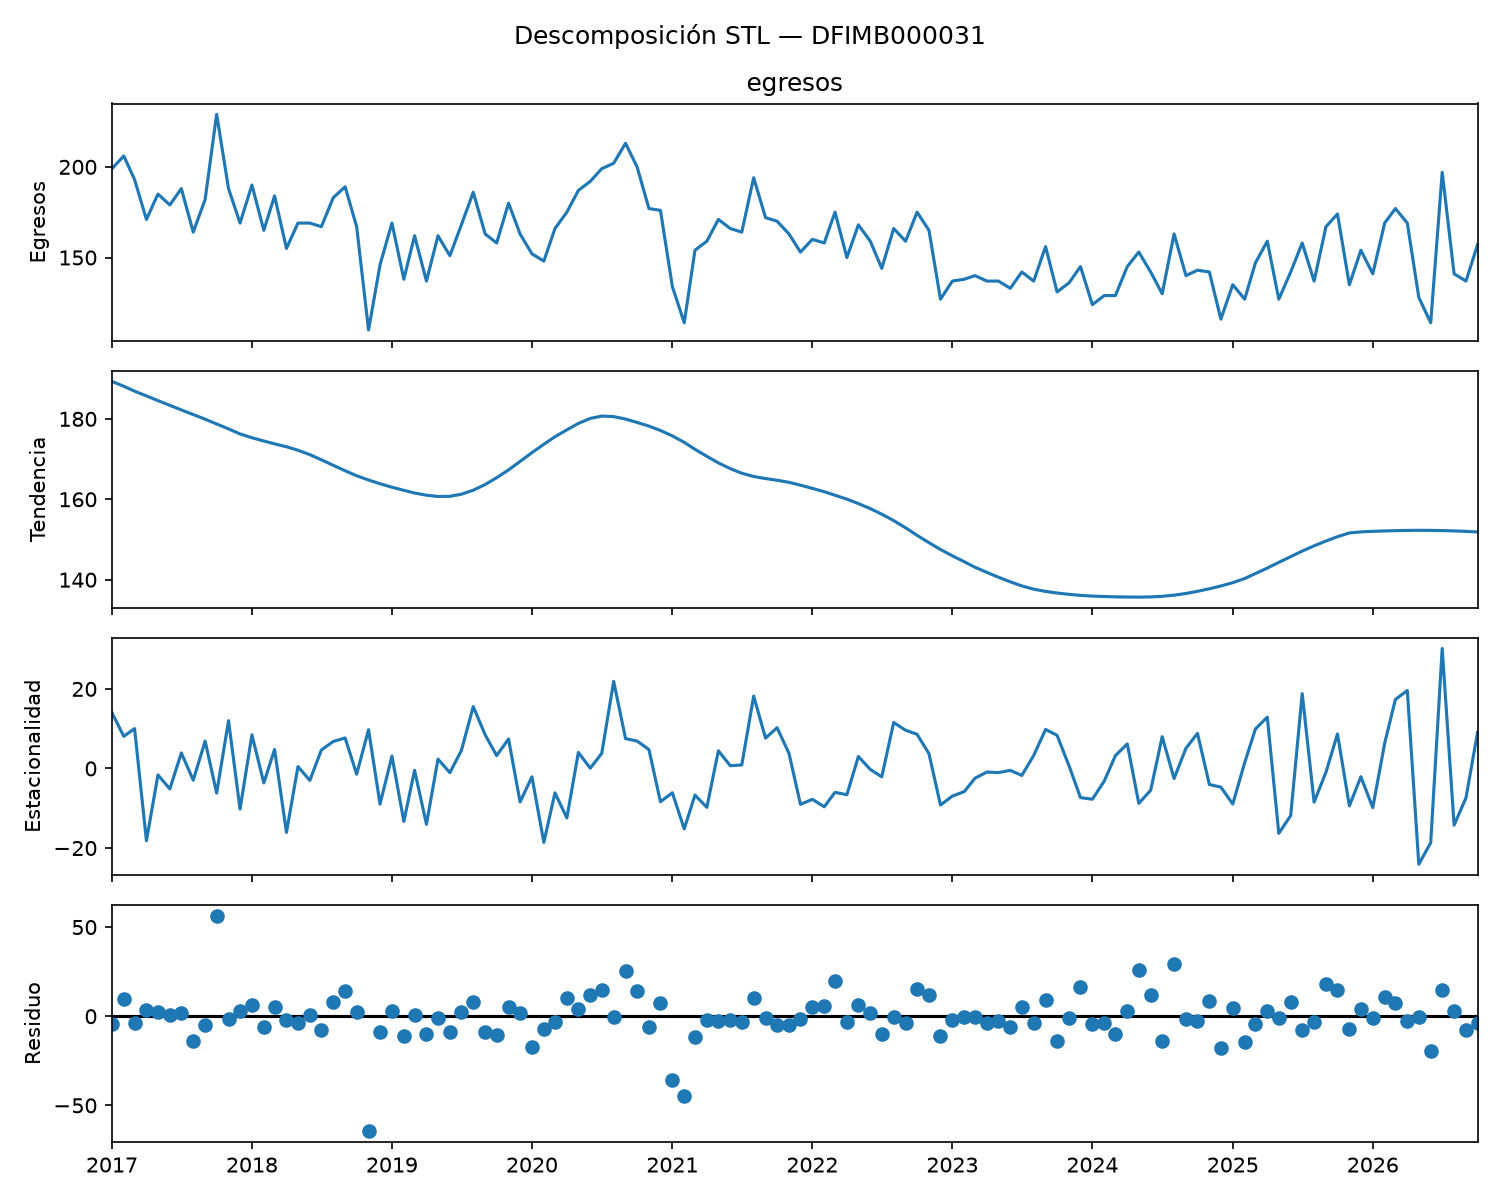 Descomposición STL — DFIMB000031
egresos
Egresos
200
150
Tendencia
180
160
140
Estacionalidad
20
0
−20
Residuo
50
0
−50
2017 2018 2019 2020 2021 2022 2023 2024 2025 2026